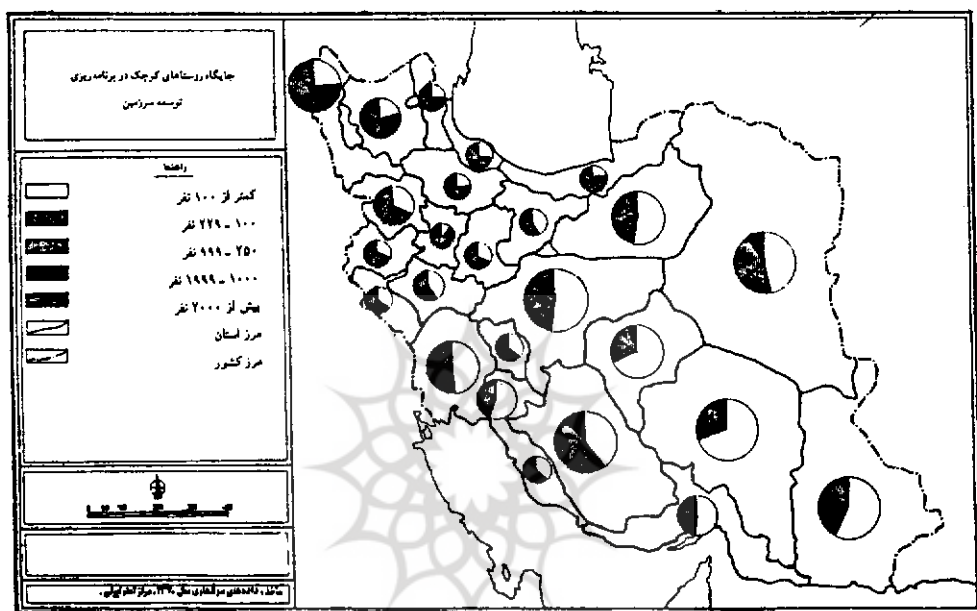 جایگاه روستاهای کوچک در برنامه‌ریزی
توسعه سرزمین
راهنما
کمتر از ۱۰۰ نفر
۱۰۰ ـ ۲۴۹ نفر
۲۵۰ ـ ۹۹۹ نفر
۱۰۰۰ ـ ۱۹۹۹ نفر
بیش از ۲۰۰۰ نفر
مرز استان
مرز کشور